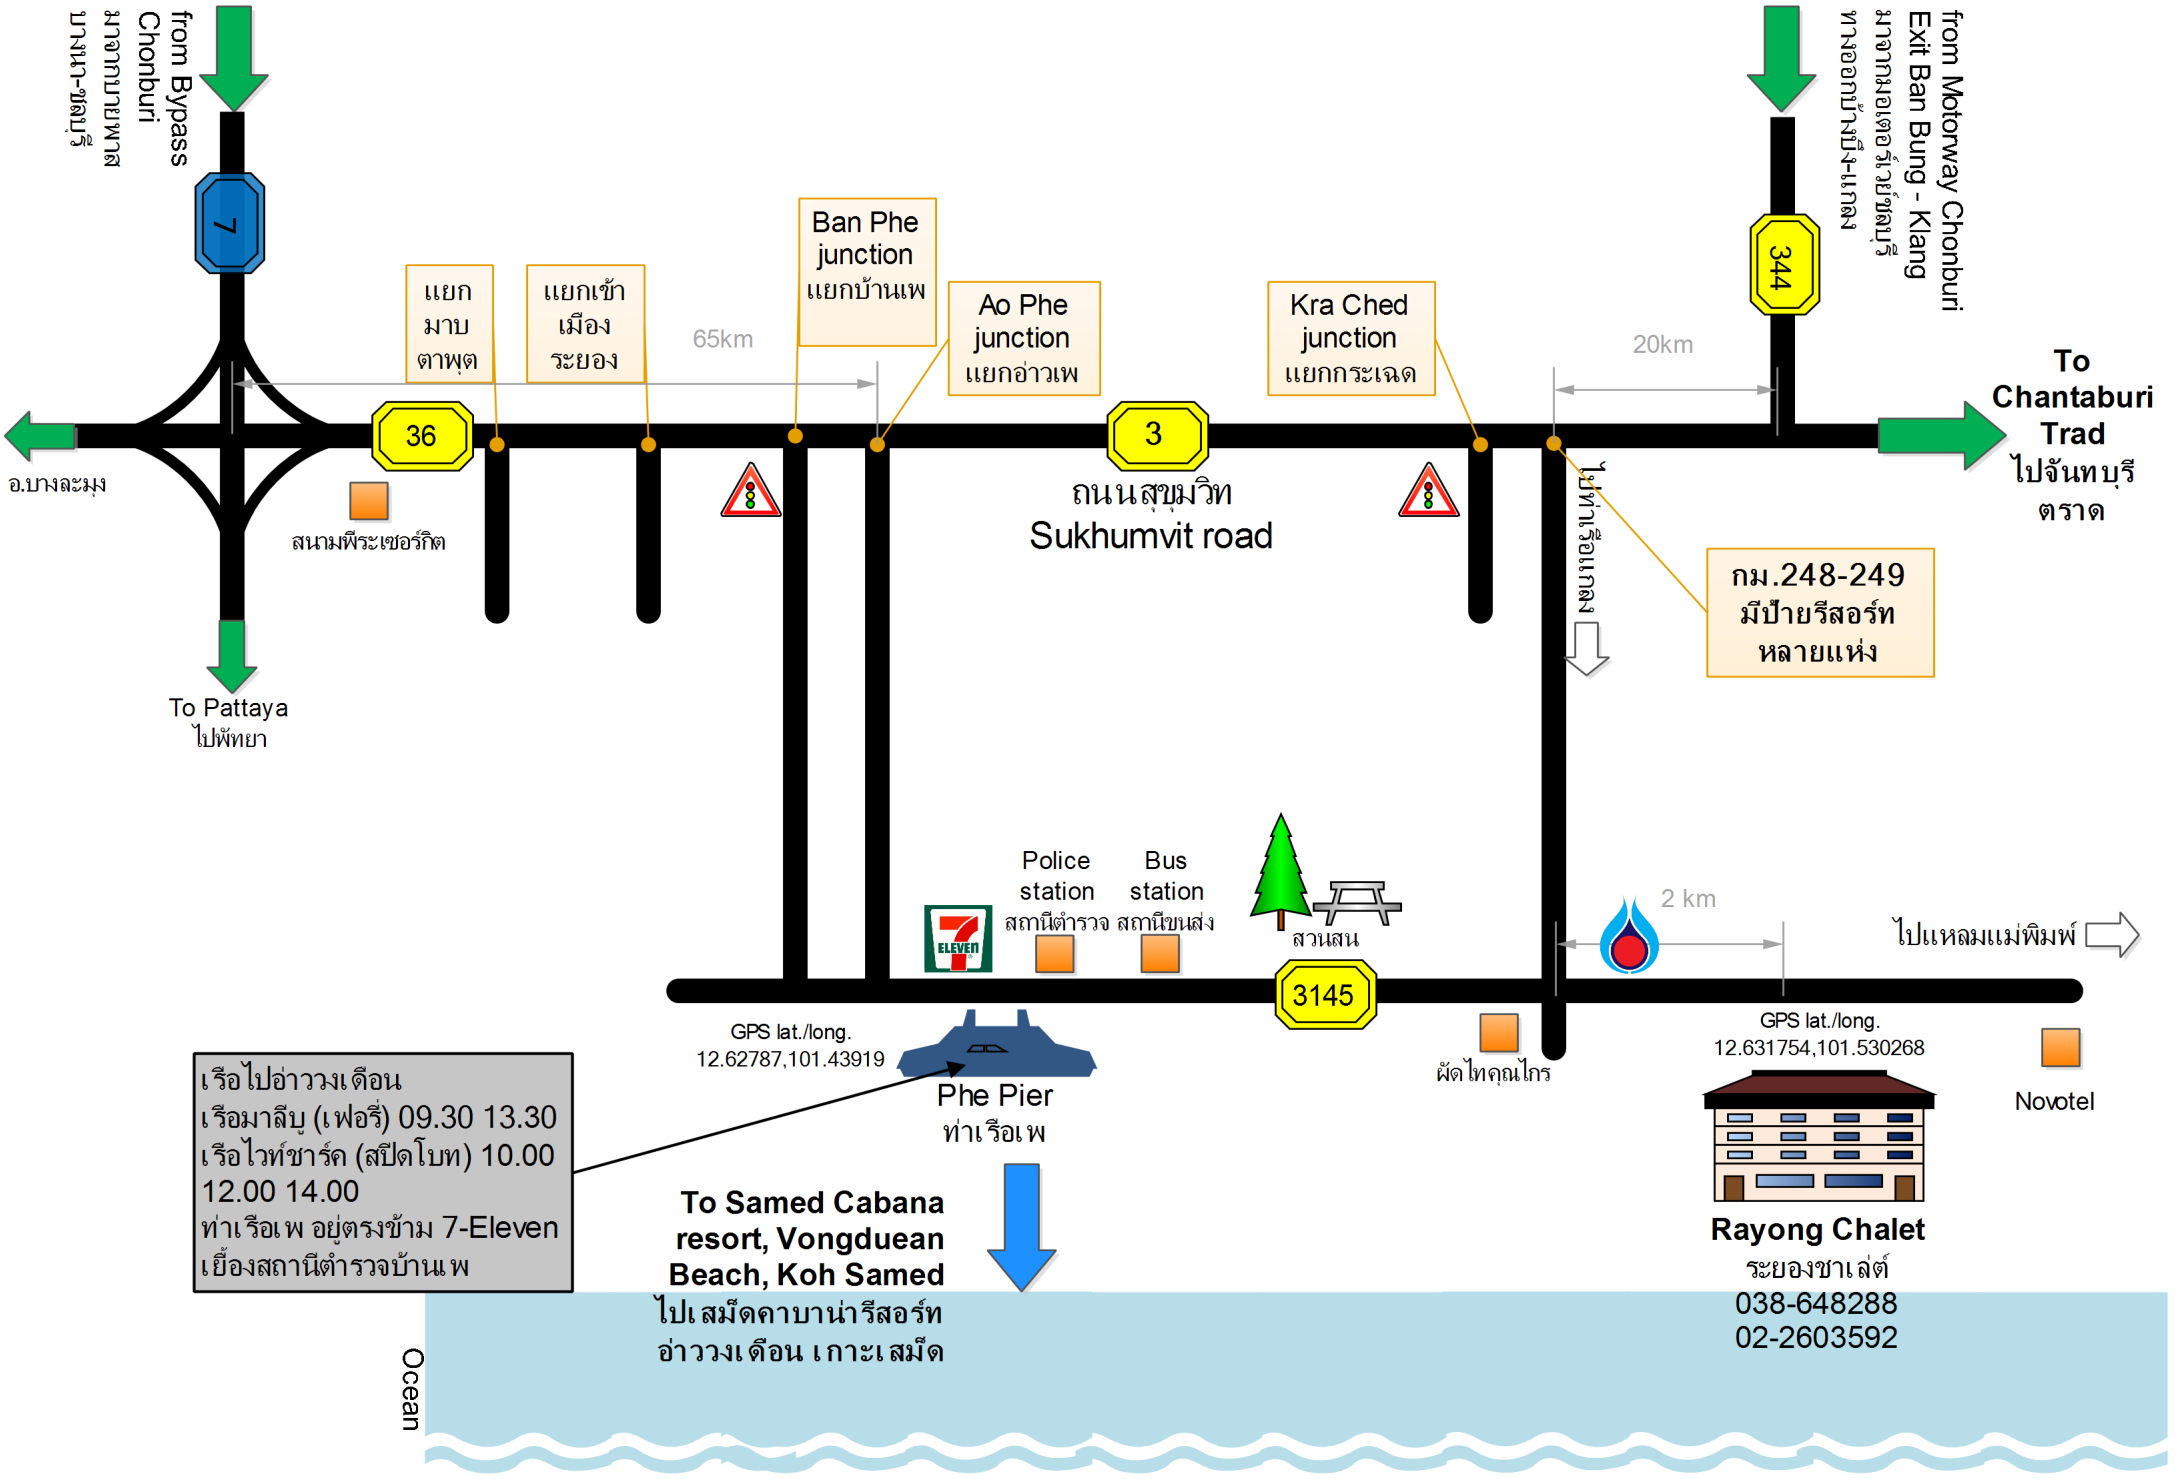 from Bypass
Chonburi
มาจากบายพาส
บางนา-ชลบุรี
from Motorway Chonburi
Exit Ban Bung - Klang
มาจากมอเตอร์เวย์ชลบุรี
ทางออกบ้านบึง-แกลง
7
344
Ban Phe
junction
แยกบ้านเพ
แยก
มาบ
ตาพุต
แยกเข้า
เมือง
ระยอง
65km
Ao Phe
junction
แยกอ่าวเพ
Kra Ched
junction
แยกกระเฉด
20km
To
Chantaburi
Trad
ไปจันทบุรี
ตราด
36
3
อ.บางละมุง
สนามพีระเซอร์กิต
ถนนสุขุมวิท
Sukhumvit road
ไปท่าเรือแกลง
กม.248-249
มีป้ายรีสอร์ท
หลายแห่ง
To Pattaya
ไปพัทยา
Police
station
สถานีตำรวจ
Bus
station
สถานีขนส่ง
7
ELEVEN
สวนสน
2 km
ไปแหลมแม่พิมพ์
3145
GPS lat./long.
12.62787,101.43919
GPS lat./long.
12.631754,101.530268
ผัดไทคุณไกร
Novotel
Phe Pier
ท่าเรือเพ
เรือไปอ่าววงเดือน
เรือมาลีบู (เฟอรี่) 09.30 13.30
เรือไวท์ชาร์ค (สปีดโบท) 10.00
12.00 14.00
ท่าเรือเพ อยู่ตรงข้าม 7-Eleven
เยื้องสถานีตำรวจบ้านเพ
To Samed Cabana
resort, Vongduean
Beach, Koh Samed
ไปเสม็ดคาบาน่ารีสอร์ท
อ่าววงเดือน เกาะเสม็ด
Rayong Chalet
ระยองชาเล่ต์
038-648288
02-2603592
Ocean